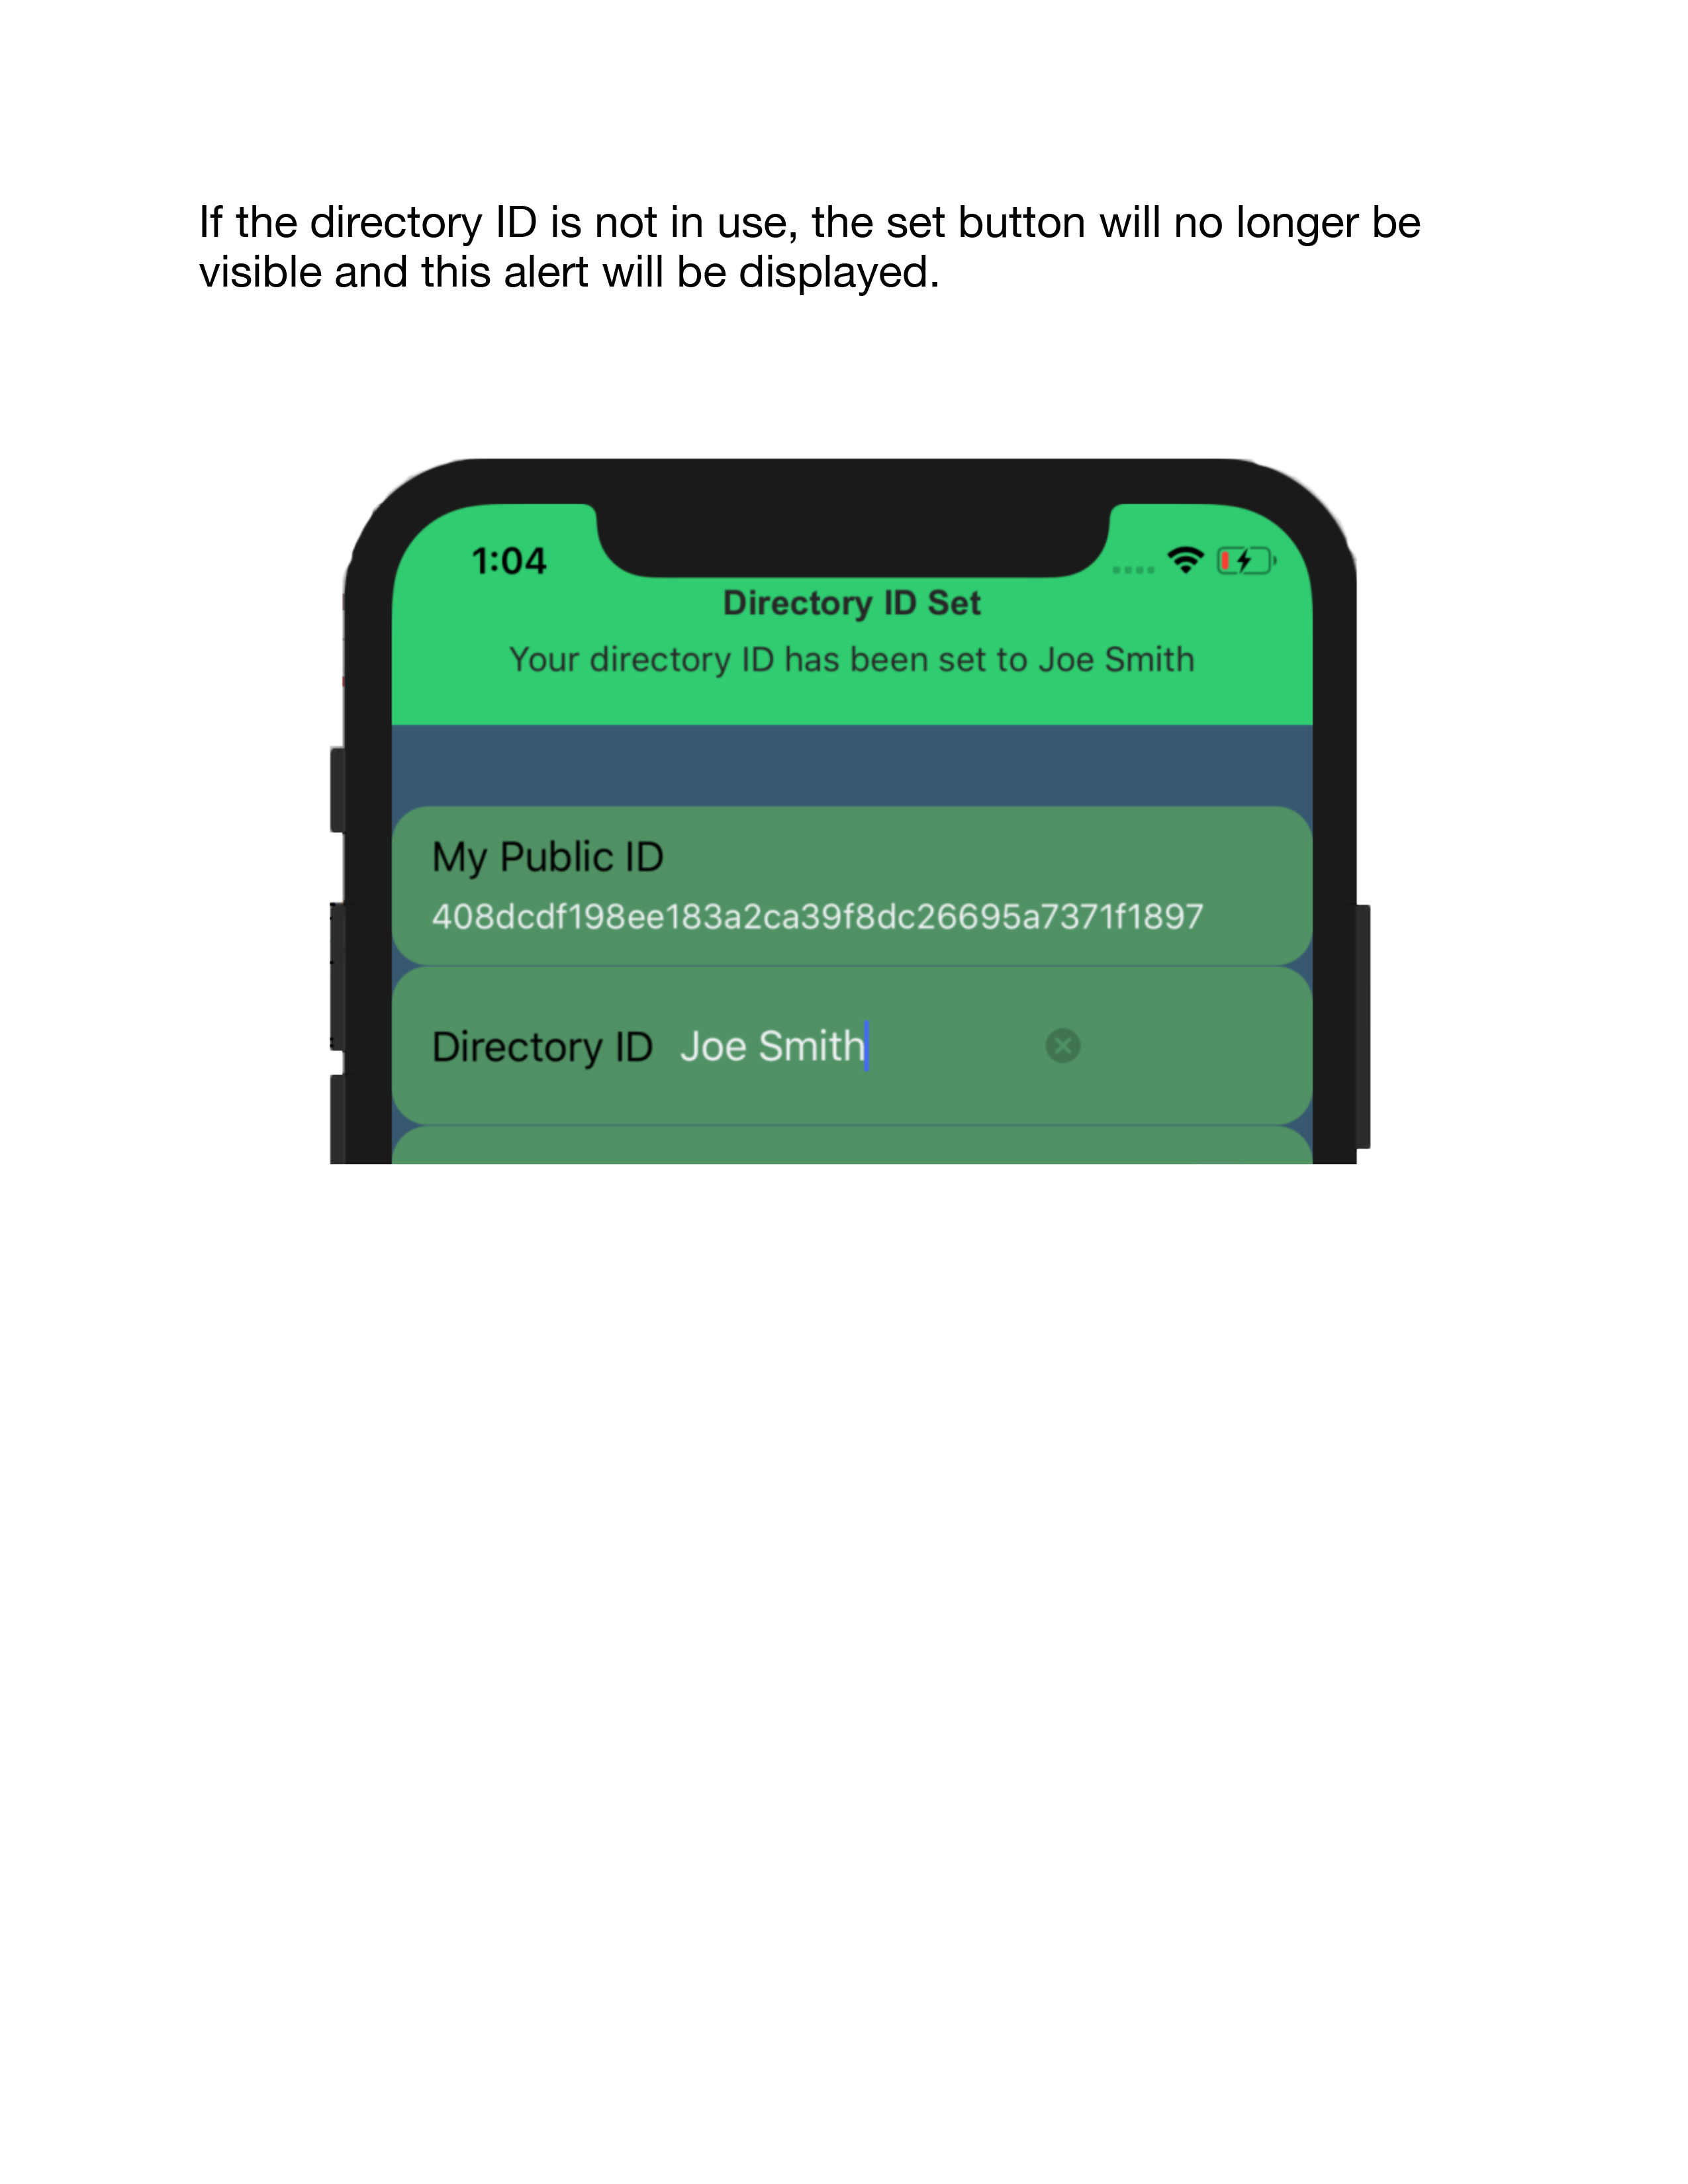 If the directory ID is not in use, the set button will no longer be
visible and this alert will be displayed.
1:04
Directory ID Set
Your directory ID has been set to Joe Smith
My Public ID
408dcdf198ee183a2ca39f8dc26695a7371f1897
Directory ID Joe Smith